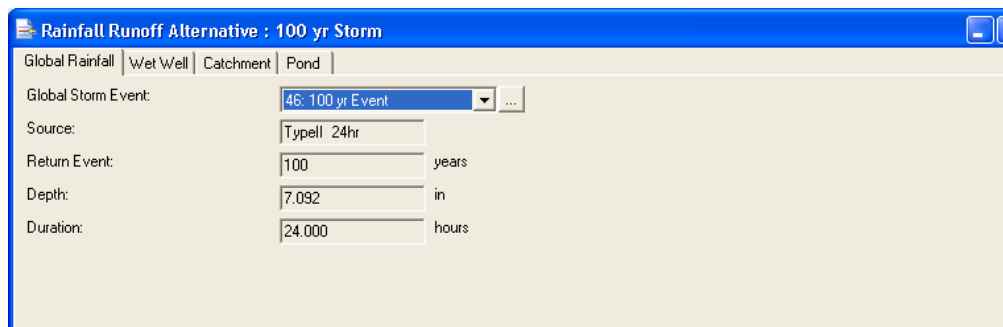 Rainfall Runoff Alternative : 100 yr Storm
Global Rainfall Wet Well Catchment Pond
Global Storm Event: 46: 100 yr Event ...
Source: TypeII 24hr
Return Event: 100 years
Depth: 7.092 in
Duration: 24.000 hours